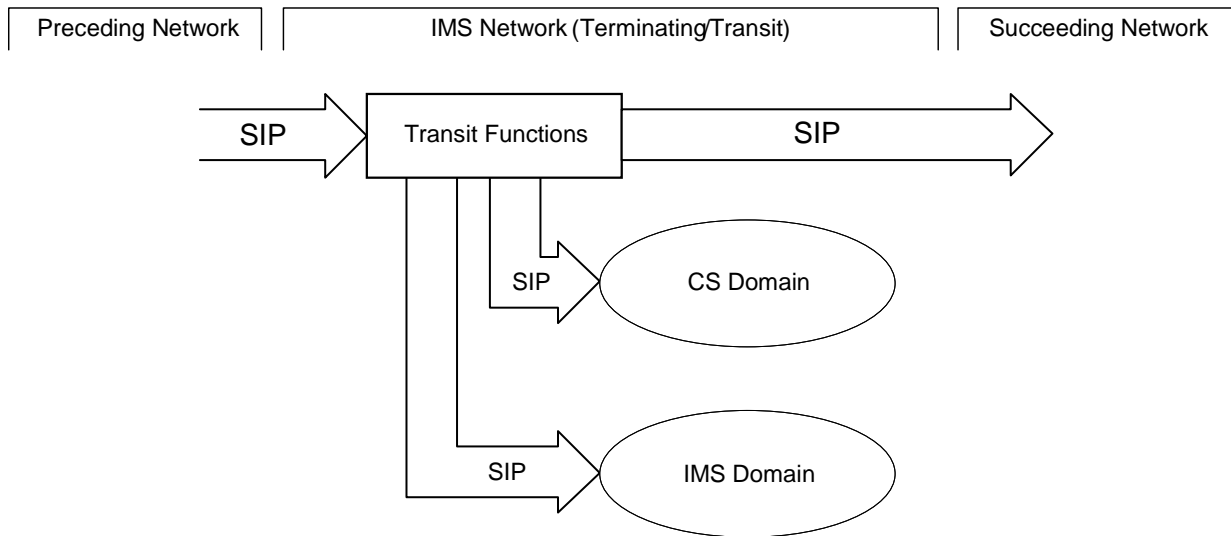 Preceding Network
IMS Network (Terminating/Transit)
Succeeding Network
SIP
Transit Functions
SIP
SIP
CS Domain
SIP
IMS Domain